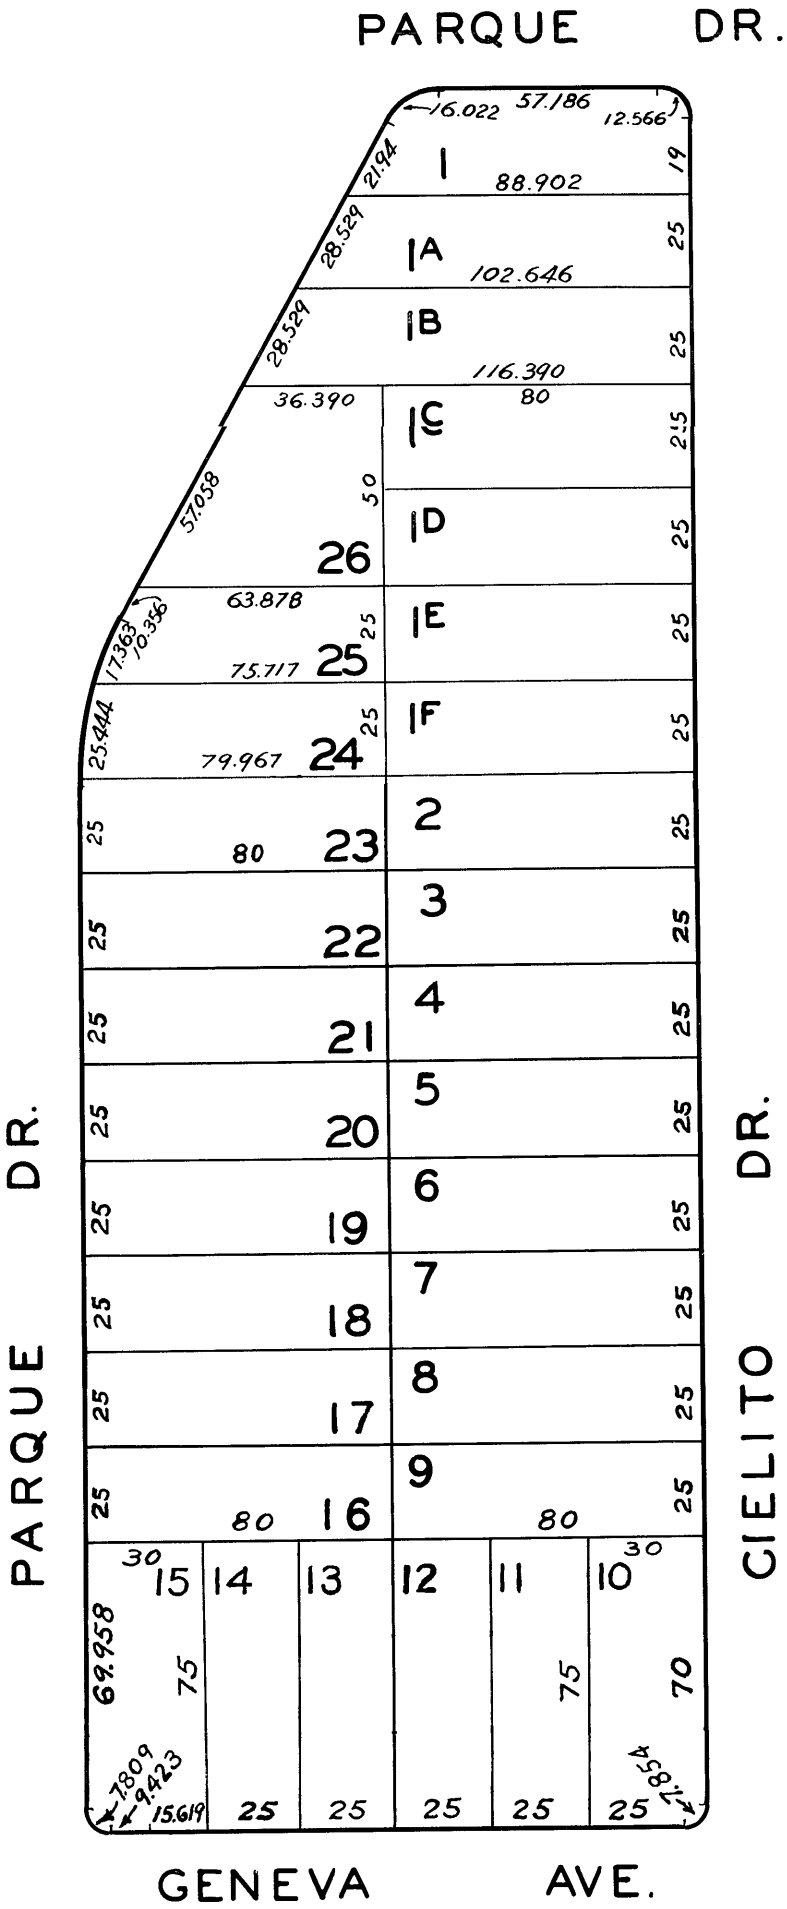 PARQUE DR.
16.022 57.186 12.566
21.94 1 88.902 19
28.529 1A 102.646 25
28.529 1B 116.390 25
36.390 80
1C 25
57.058 50
26 1D 25
63.878
10.356 25 1E 25
17.363 75.717 25
25.444 25 1F 25
79.967 24
25 80 23 2 25
25 22 3 25
25 21 4 25
25 20 5 25
25 19 6 25
25 18 7 25
25 17 8 25
25 80 16 9 80 25
30 15 14 13 12 11 10 30
69.958 75 75 70
7.809 9.423 15.619 25 25 25 25 25 7.854
PARQUE DR.
CIELITO DR.
GENEVA AVE.